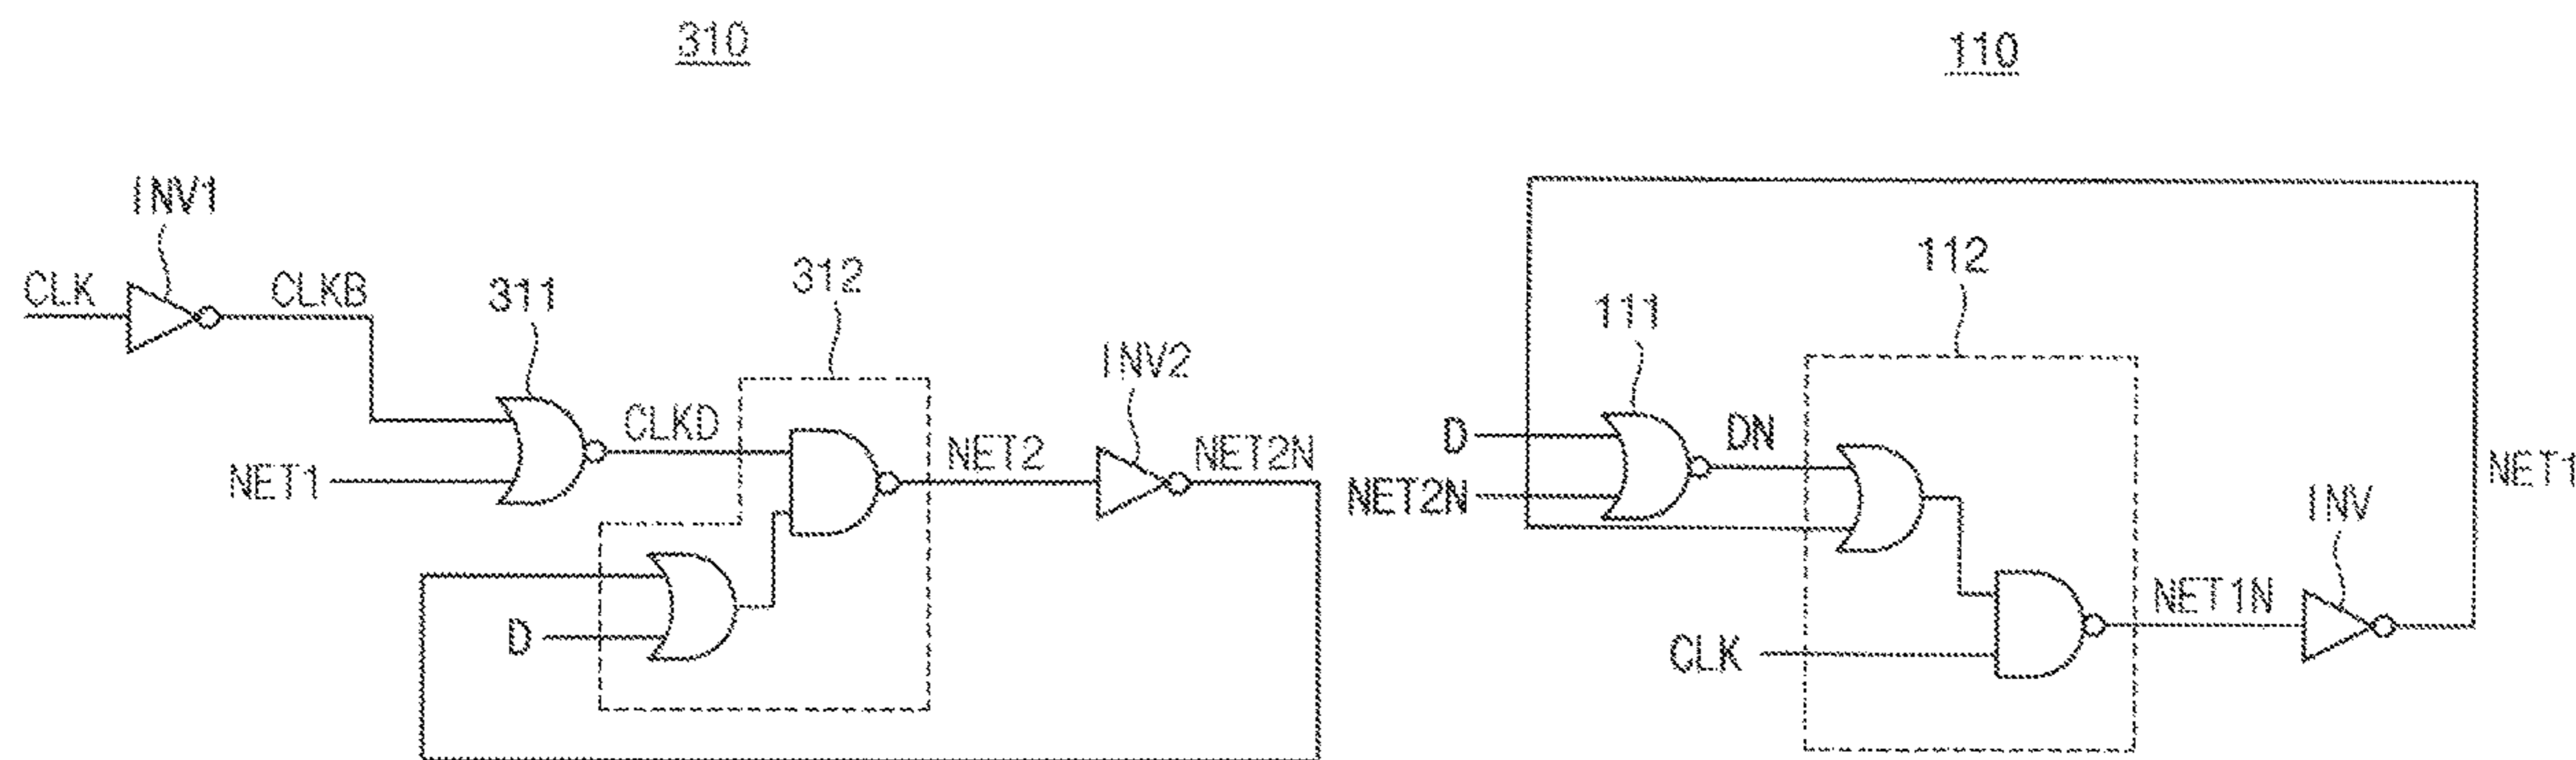 310
INV1
CLK
CLKB
311
312
CLKD
NET1
NET2
INV2
NET2N
D
110
112
111
D
DN
NET2N
NET1
INV
NET1N
CLK